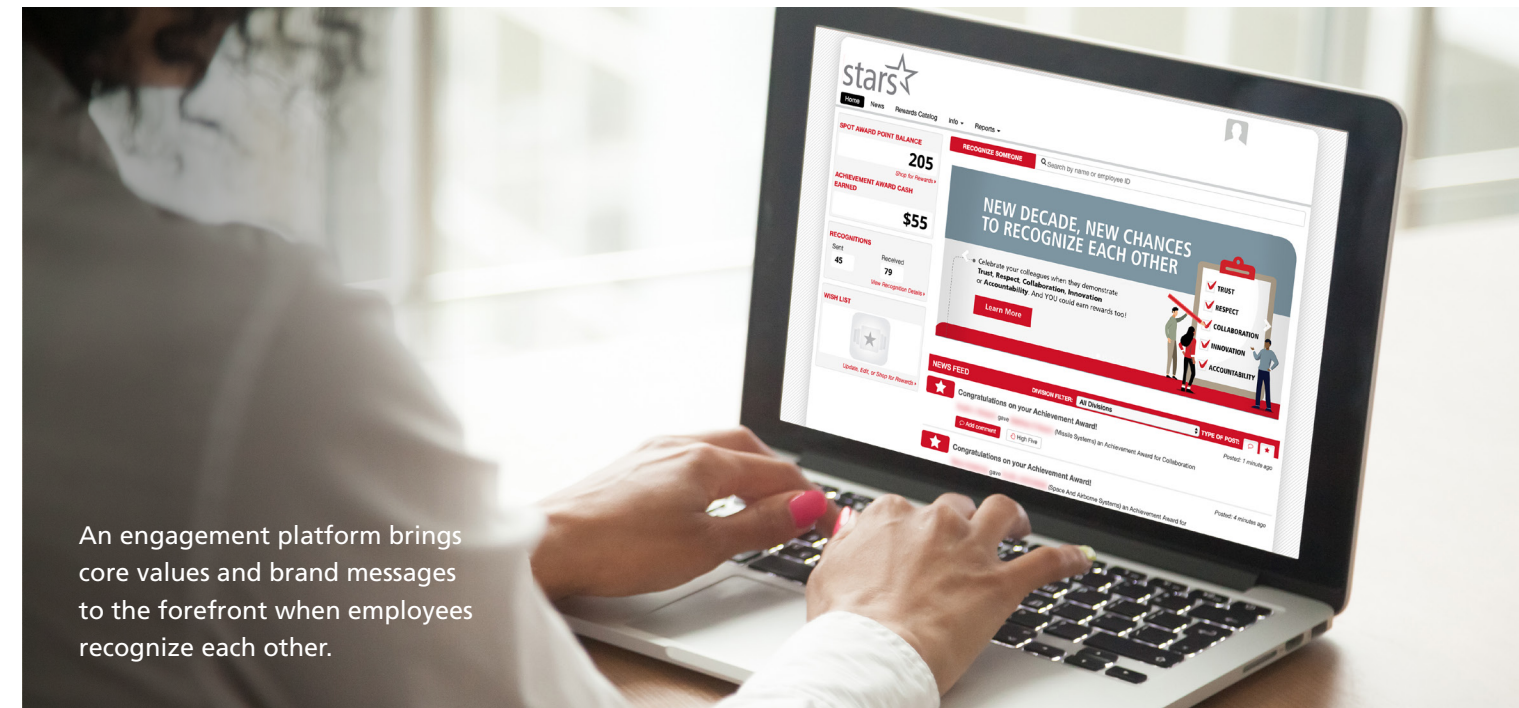 stars
Home News Rewards Catalog Info Reports
SPOT AWARD POINT BALANCE
205
Shop for Rewards
ACHIEVEMENT AWARD CASH
EARNED
$55
RECOGNITIONS
Sent Received
45 79
View Recognition Details
WISH LIST
Update, Edit, or Shop for Rewards
RECOGNIZE SOMEONE Search by name or employee ID
NEW DECADE, NEW CHANCES
TO RECOGNIZE EACH OTHER
Celebrate your colleagues when they demonstrate
Trust, Respect, Collaboration, Innovation
or Accountability. And YOU could earn rewards too!
Learn More
TRUST
RESPECT
COLLABORATION
INNOVATION
ACCOUNTABILITY
NEWS FEED DIVISION FILTER: All Divisions TYPE OF POST:
Congratulations on your Achievement Award!
gave (Missile Systems) an Achievement Award for Collaboration
Posted: 1 minute ago
Add comment High Five
Congratulations on your Achievement Award!
gave (Space And Airborne Systems) an Achievement Award for
Posted: 4 minutes ago
An engagement platform brings
core values and brand messages
to the forefront when employees
recognize each other.